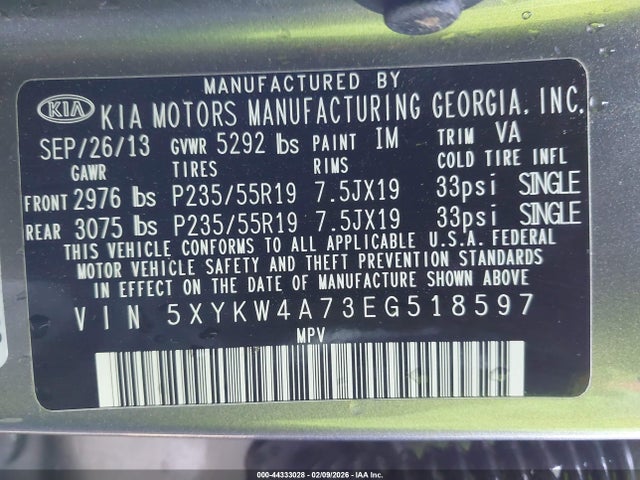 MANUFACTURED BY
KIA KIA MOTORS MANUFACTURING GEORGIA, INC.
SEP/26/13 GVWR 5292 lbs PAINT IM TRIM VA
GAWR TIRES RIMS COLD TIRE INFL
FRONT 2976 lbs P235/55R19 7.5JX19 33psi SINGLE
REAR 3075 lbs P235/55R19 7.5JX19 33psi SINGLE
THIS VEHICLE CONFORMS TO ALL APPLICABLE U.S.A. FEDERAL
MOTOR VEHICLE SAFETY AND THEFT PREVENTION STANDARDS
IN EFFECT ON THE DATE OF MANUFACTURE SHOWN ABOVE.
VIN 5XYKW4A73EG518597
MPV
000-44333028 - 02/09/2026 - IAA Inc.